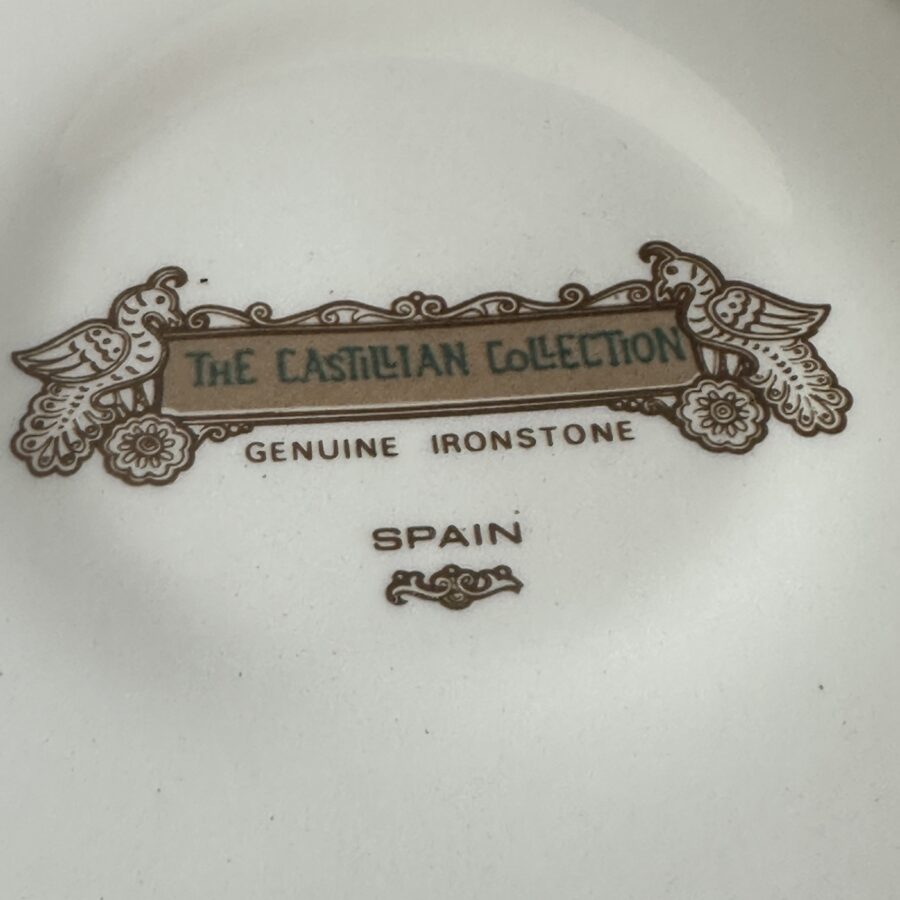 THE CASTILLIAN COLLECTION
GENUINE IRONSTONE
SPAIN